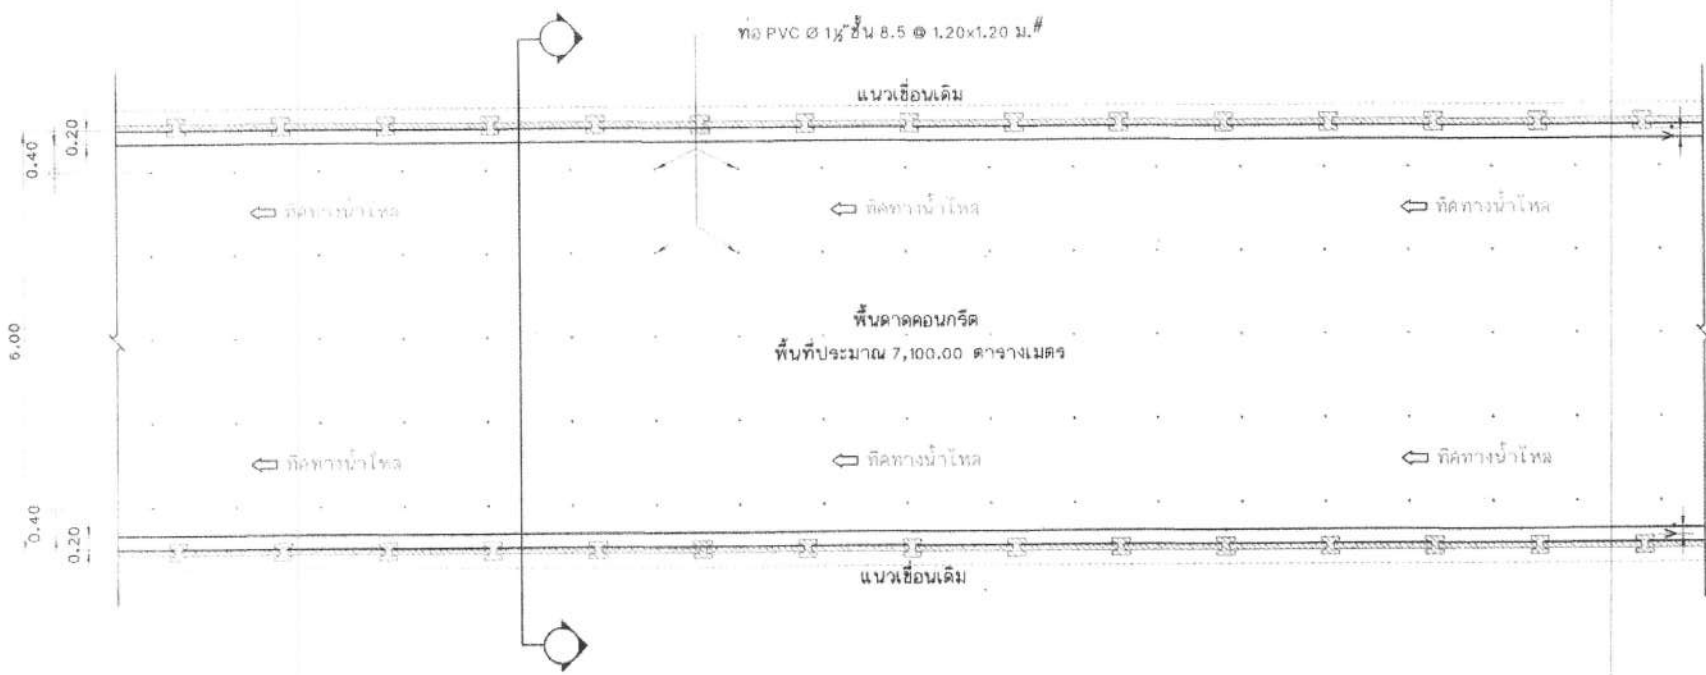 ท่อ PVC Ø 1½" ชั้น 8.5 @ 1.20x1.20 ม.#
แนวเขื่อนเดิม
0.20
0.40
ทิศทางน้ำไหล
ทิศทางน้ำไหล
ทิศทางน้ำไหล
6.00
พื้นดาดคอนกรีต
พื้นที่ประมาณ 7,100.00 ตารางเมตร
ทิศทางน้ำไหล
ทิศทางน้ำไหล
ทิศทางน้ำไหล
0.40
0.20
แนวเขื่อนเดิม